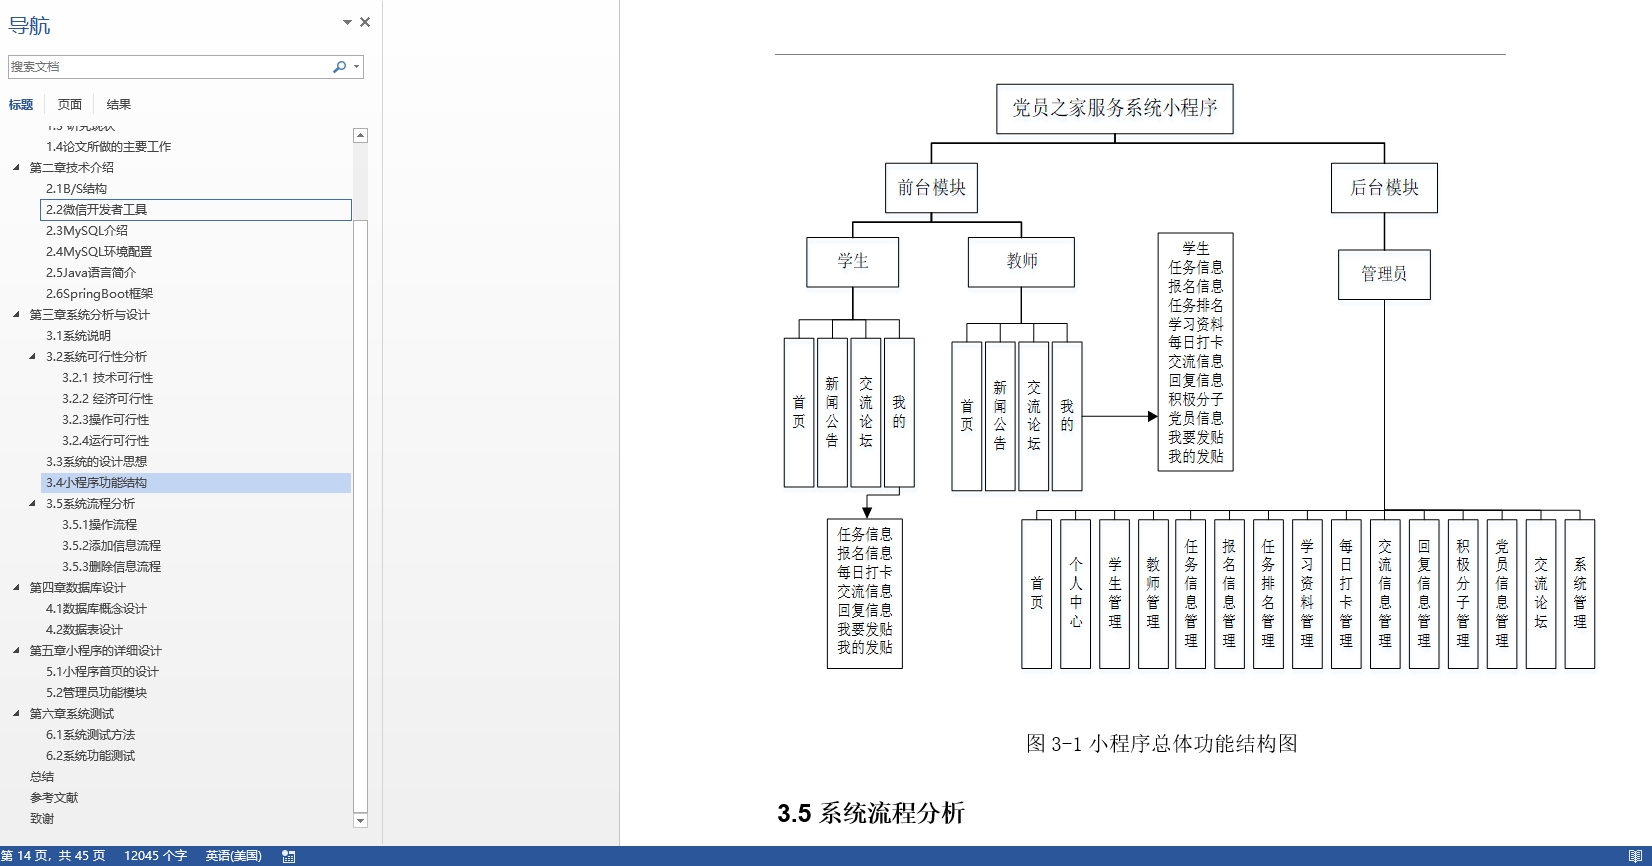 导航
搜索文档
标题 页面 结果
1.3 研究现状
1.4论文所做的主要工作
第二章技术介绍
2.1B/S结构
2.2微信开发者工具
2.3MySQL介绍
2.4MySQL环境配置
2.5Java语言简介
2.6SpringBoot框架
第三章系统分析与设计
3.1系统说明
3.2系统可行性分析
3.2.1 技术可行性
3.2.2 经济可行性
3.2.3操作可行性
3.2.4运行可行性
3.3系统的设计思想
3.4小程序功能结构
3.5系统流程分析
3.5.1操作流程
3.5.2添加信息流程
3.5.3删除信息流程
第四章数据库设计
4.1数据库概念设计
4.2数据表设计
第五章小程序的详细设计
5.1小程序首页的设计
5.2管理员功能模块
第六章系统测试
6.1系统测试方法
6.2系统功能测试
总结
参考文献
致谢
党员之家服务系统小程序
前台模块
后台模块
学生
教师
管理员
首页
新闻公告
交流论坛
我的
首页
新闻公告
交流论坛
我的
学生
任务信息
报名信息
任务排名
学习资料
每日打卡
交流信息
回复信息
积极分子
党员信息
我要发贴
我的发贴
任务信息
报名信息
每日打卡
交流信息
回复信息
我要发贴
我的发贴
首页
个人中心
学生管理
教师管理
任务信息管理
报名信息管理
任务排名管理
学习资料管理
每日打卡管理
交流信息管理
回复信息管理
积极分子管理
党员信息管理
交流论坛
系统管理
图 3-1 小程序总体功能结构图
3.5 系统流程分析
第 14 页，共 45 页 12045 个字 英语(美国)